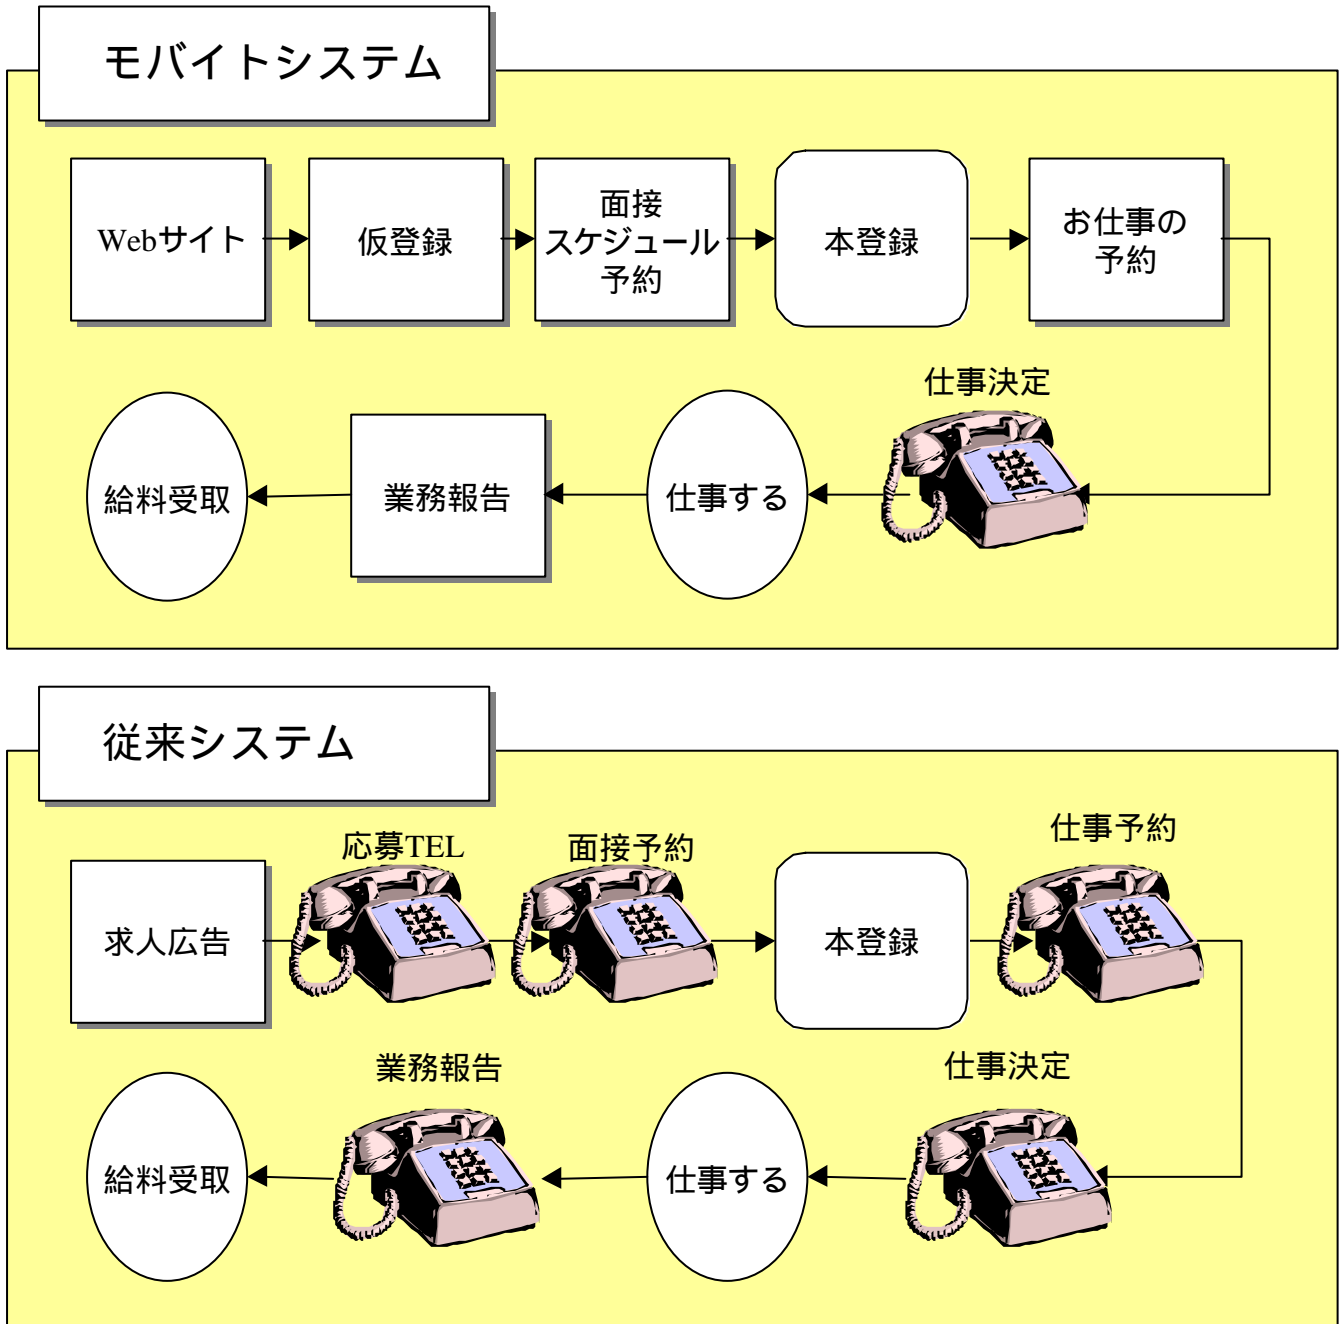 モバイトシステム
Webサイト
仮登録
面接
スケジュール
予約
本登録
お仕事の
予約
仕事決定
仕事する
業務報告
給料受取
従来システム
求人広告
応募TEL
面接予約
本登録
仕事予約
仕事決定
仕事する
業務報告
給料受取